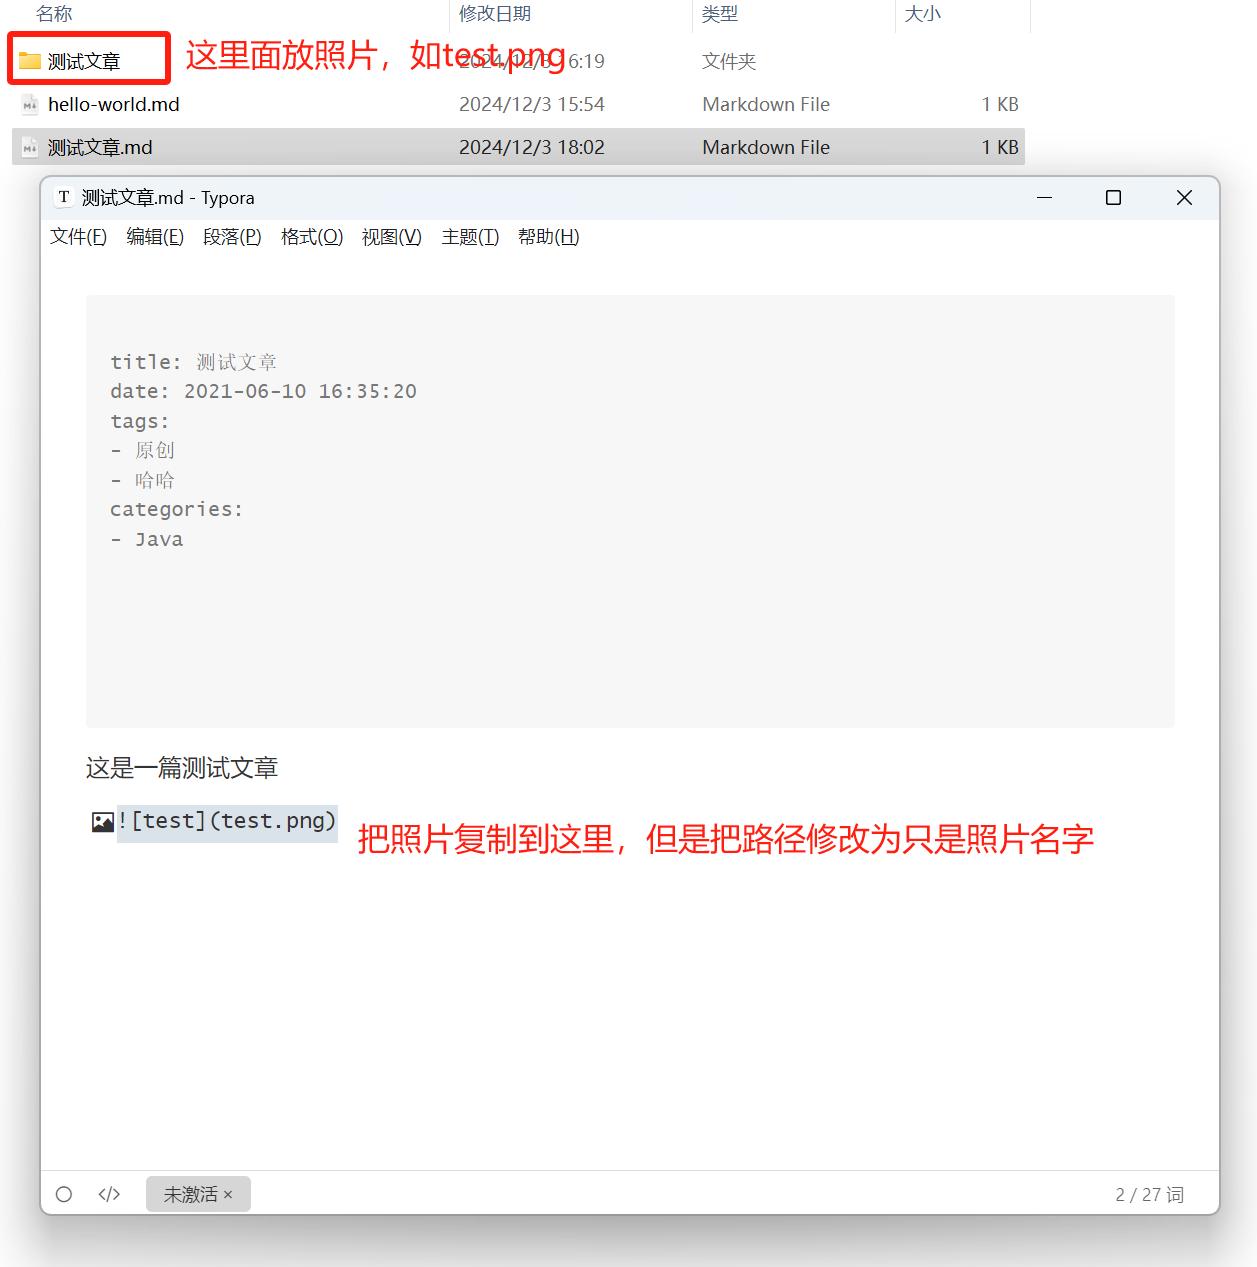 名称 修改日期 类型 大小
测试文章 这里面放照片，如test.png 2024/12/3 16:19 文件夹
hello-world.md 2024/12/3 15:54 Markdown File 1 KB
测试文章.md 2024/12/3 18:02 Markdown File 1 KB
T 测试文章.md - Typora
文件(F) 编辑(E) 段落(P) 格式(O) 视图(V) 主题(T) 帮助(H)
title: 测试文章
date: 2021-06-10 16:35:20
tags:
- 原创
- 哈哈
categories:
- Java
这是一篇测试文章
![test](test.png) 把照片复制到这里，但是把路径修改为只是照片名字
</> 未激活 × 2 / 27 词